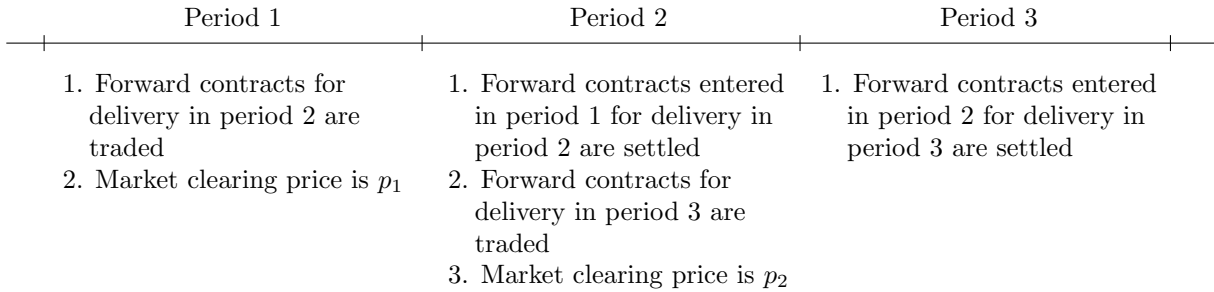 Period 1
Period 2
Period 3
1. Forward contracts for
delivery in period 2 are
traded
2. Market clearing price is p₁
1. Forward contracts entered
in period 1 for delivery in
period 2 are settled
2. Forward contracts for
delivery in period 3 are
traded
3. Market clearing price is p₂
1. Forward contracts entered
in period 2 for delivery in
period 3 are settled